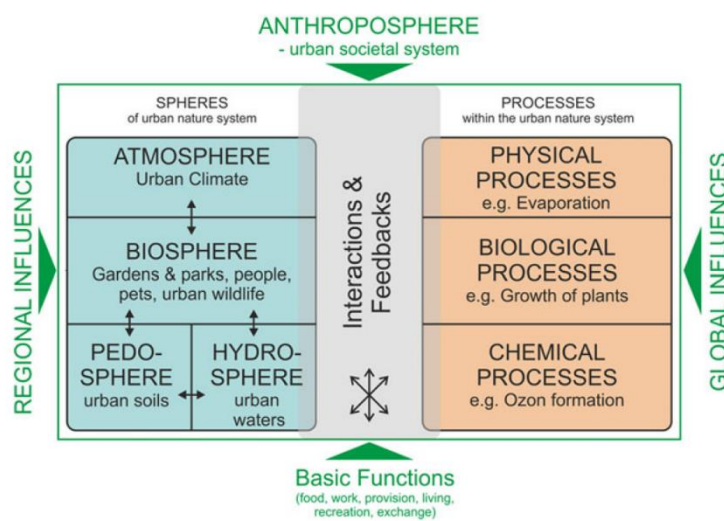 ANTHROPOSPHERE
- urban societal system
SPHERES
of urban nature system
PROCESSES
within the urban nature system
REGIONAL INFLUENCES
ATMOSPHERE
Urban Climate
BIOSPHERE
Gardens & parks, people,
pets, urban wildlife
PEDO-
SPHERE
urban soils
HYDRO-
SPHERE
urban
waters
Interactions &
Feedbacks
PHYSICAL
PROCESSES
e.g. Evaporation
BIOLOGICAL
PROCESSES
e.g. Growth of plants
CHEMICAL
PROCESSES
e.g. Ozon formation
GLOBAL INFLUENCES
Basic Functions
(food, work, provision, living,
recreation, exchange)